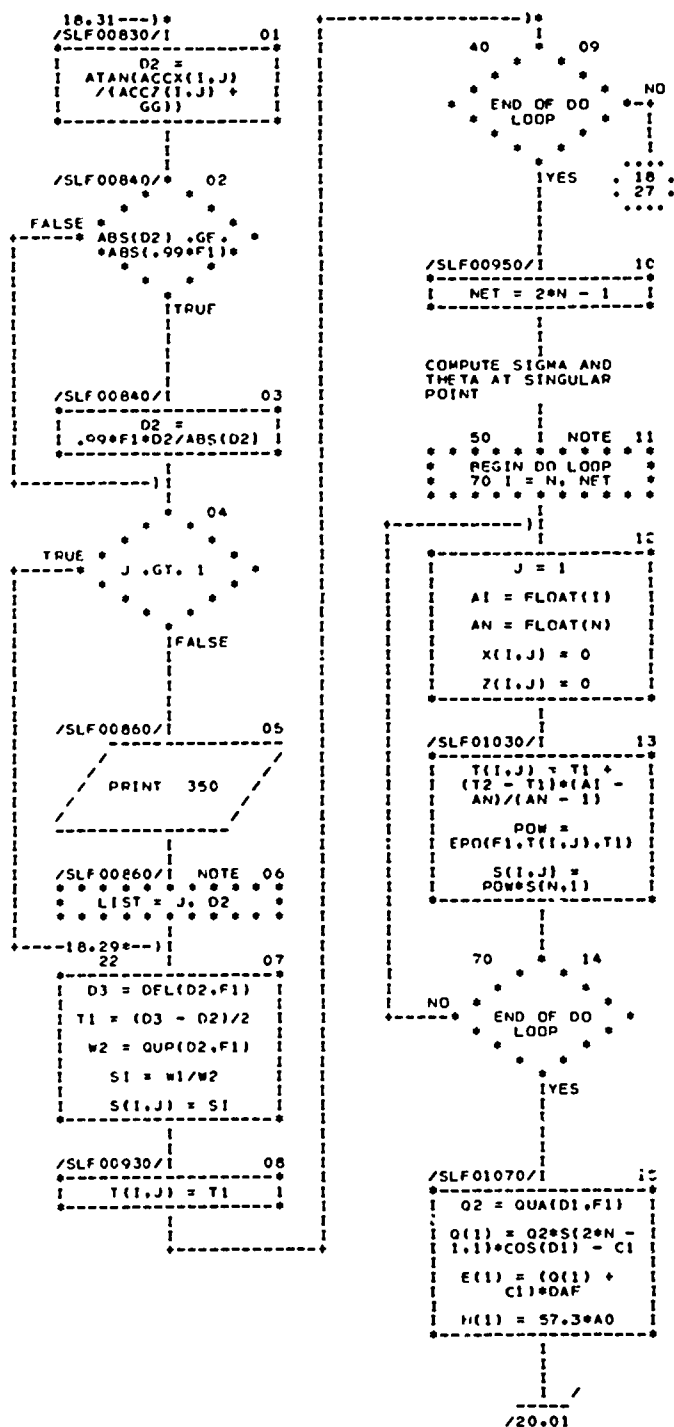 18.31---)*
/SLF00830/I 01
D2 =
ATAN(ACCX(I,J)
/(ACCZ(I,J) +
GG))
/SLF00840/* 02
FALSE
ABS(D2) .GE.
*ABS(.99*F1)*
TRUE
/SLF00840/I 03
D2 =
.99*F1*D2/ABS(D2)
04
TRUE
J .GT. 1
FALSE
/SLF00860/I 05
PRINT 350
/SLF00860/I NOTE 06
LIST = J, D2
18.29*--)I
22 07
D3 = DEL(D2,F1)
T1 = (D3 - D2)/2
W2 = QUP(D2,F1)
SI = W1/W2
S(I,J) = SI
/SLF00930/I 08
T(I,J) = T1
40 09
END OF DO
LOOP
NO
YES
18
27
/SLF00950/I 10
NET = 2*N - 1
COMPUTE SIGMA AND
THETA AT SINGULAR
POINT
50 NOTE 11
BEGIN DO LOOP
70 I = N, NET
12
J = 1
AI = FLOAT(I)
AN = FLOAT(N)
X(I,J) = 0
Z(I,J) = 0
/SLF01030/I 13
T(I,J) = T1 +
(T2 - T1)*(AI -
AN)/(AN - 1)
POW =
EPO(F1,T(I,J),T1)
S(I,J) =
POW*S(N,1)
70 14
NO
END OF DO
LOOP
YES
/SLF01070/I 15
Q2 = QUA(D1,F1)
Q(1) = Q2*S(2*N -
1,1)*COS(D1) - C1
E(1) = (Q(1) +
C1)*DAF
H(1) = 57.3*A0
/20.01